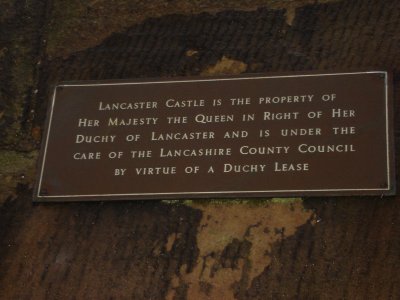 Lancaster Castle is the property of
Her Majesty the Queen in Right of Her
Duchy of Lancaster and is under the
care of the Lancashire County Council
by virtue of a Duchy Lease